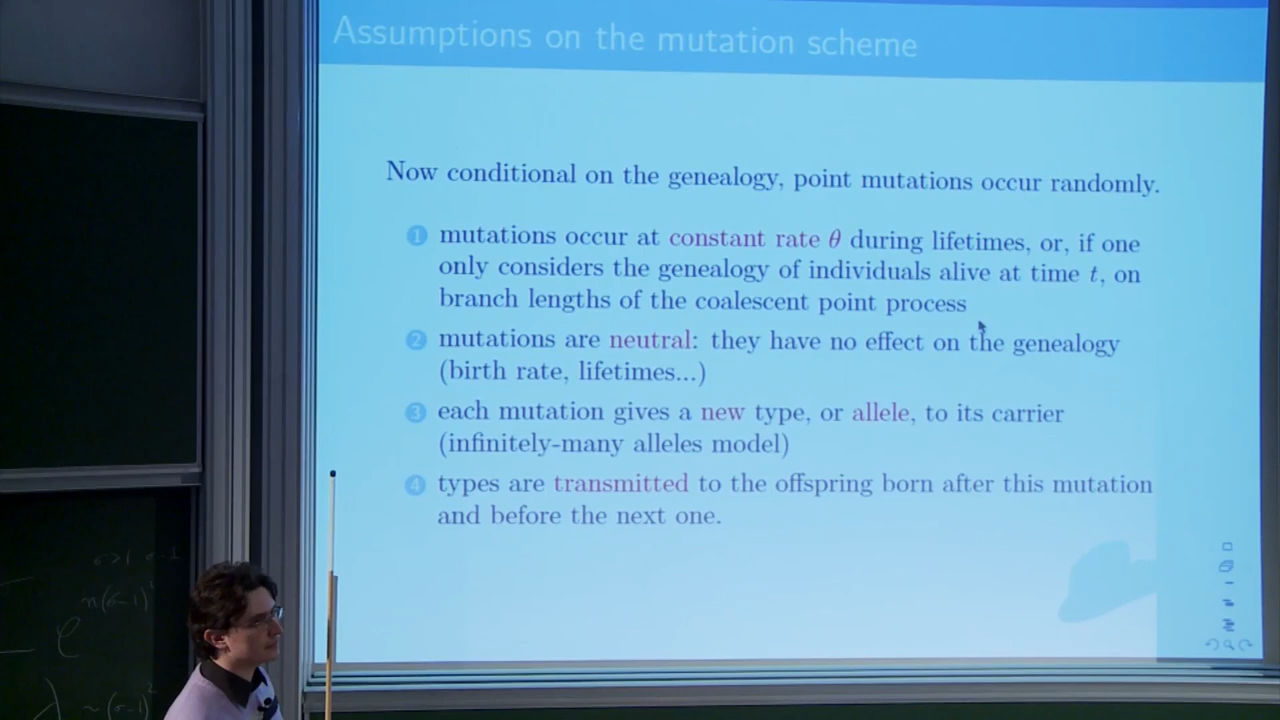 Assumptions on the mutation scheme
Now conditional on the genealogy, point mutations occur randomly.
1 mutations occur at constant rate θ during lifetimes, or, if one
only considers the genealogy of individuals alive at time t, on
branch lengths of the coalescent point process
2 mutations are neutral: they have no effect on the genealogy
(birth rate, lifetimes...)
3 each mutation gives a new type, or allele, to its carrier
(infinitely-many alleles model)
4 types are transmitted to the offspring born after this mutation
and before the next one.